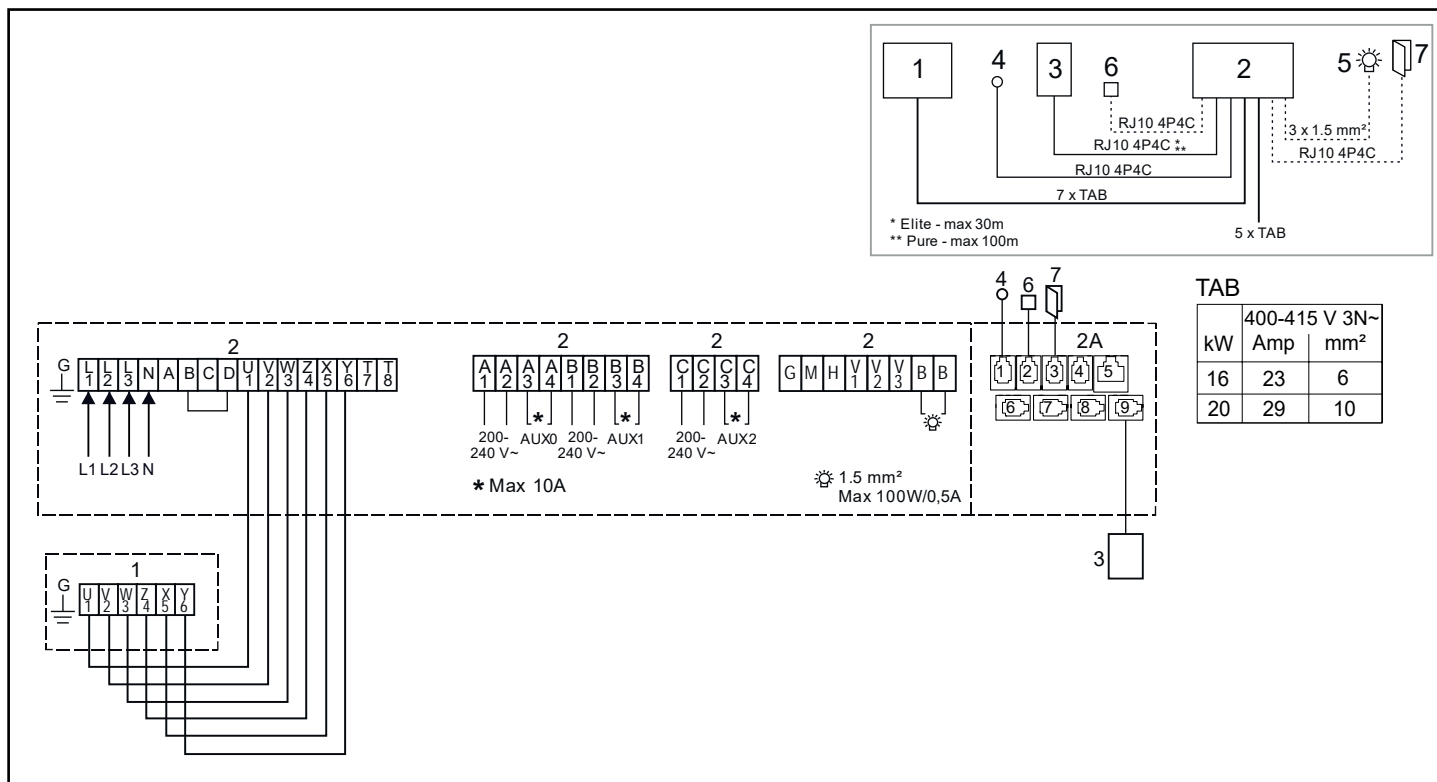 1 4 3 6 2 5 7
RJ10 4P4C
3 x 1.5 mm²
RJ10 4P4C *
**
RJ10 4P4C
RJ10 4P4C
7 x TAB
* Elite - max 30m
** Pure - max 100m
5 x TAB
4 6 7
TAB
kW 400-415 V 3N~
Amp mm²
16 23 6
20 29 10
2 2 2 2 2A
G L1 L2 L3 N A B C D U1 V2 W3 Z4 X5 Y6 T7 T8
A1 A2 A3 A4 B1 B2 B3 B4
C1 C2 C3 C4
G M H V1 V2 V3 B B
1 2 3 4 5
6 7 8 9
L1 L2 L3 N
200-240 V~ * AUX0 200-240 V~ * AUX1
200-240 V~ * AUX2
* Max 10A
1.5 mm²
Max 100W/0,5A
3
1
G U1 V2 W3 Z4 X5 Y6